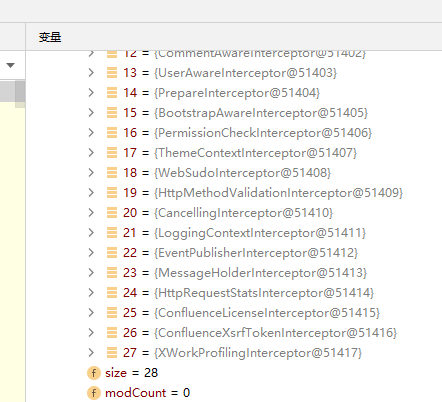 变量
12 = {CommentAwareInterceptor@51402}
13 = {UserAwareInterceptor@51403}
14 = {PrepareInterceptor@51404}
15 = {BootstrapAwareInterceptor@51405}
16 = {PermissionCheckInterceptor@51406}
17 = {ThemeContextInterceptor@51407}
18 = {WebSudoInterceptor@51408}
19 = {HttpMethodValidationInterceptor@51409}
20 = {CancellingInterceptor@51410}
21 = {LoggingContextInterceptor@51411}
22 = {EventPublisherInterceptor@51412}
23 = {MessageHolderInterceptor@51413}
24 = {HttpRequestStatsInterceptor@51414}
25 = {ConfluenceLicenseInterceptor@51415}
26 = {ConfluenceXsrfTokenInterceptor@51416}
27 = {XWorkProfilingInterceptor@51417}
f size = 28
f modCount = 0